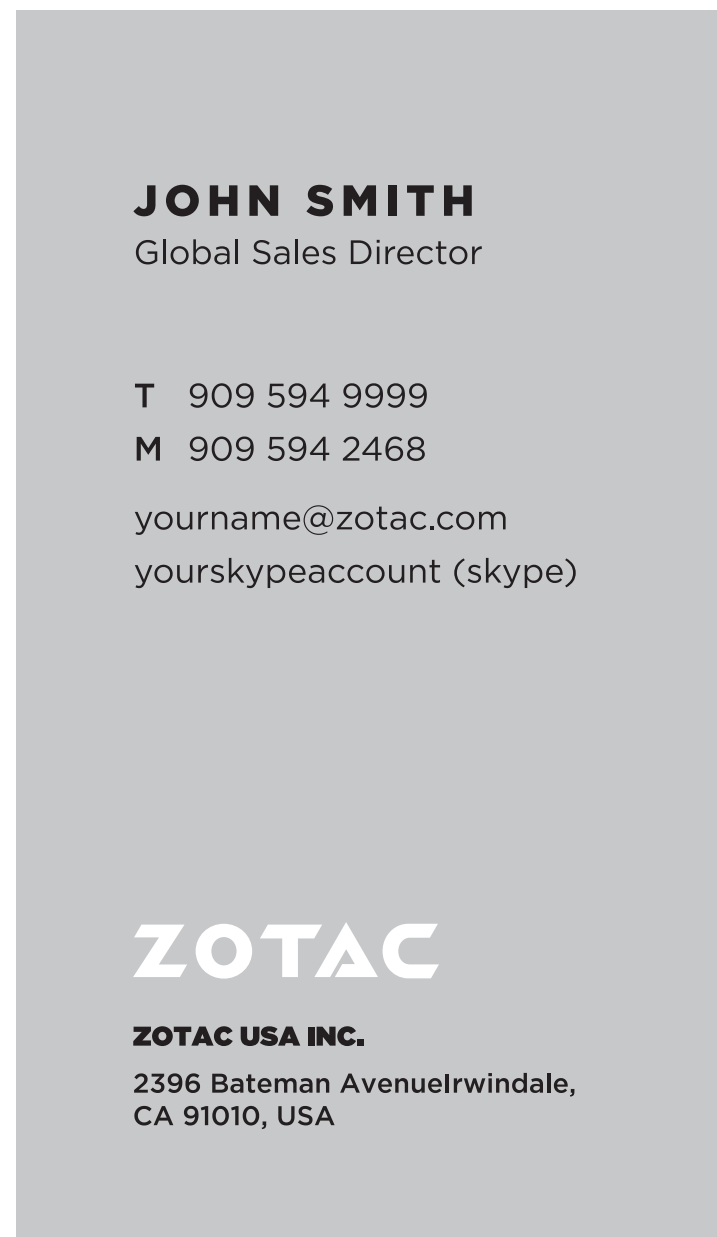 JOHN SMITH
Global Sales Director
T 909 594 9999
M 909 594 2468
yourname@zotac.com
yourskypeaccount (skype)
ZOTAC
ZOTAC USA INC.
2396 Bateman AvenueIrwindale,
CA 91010, USA